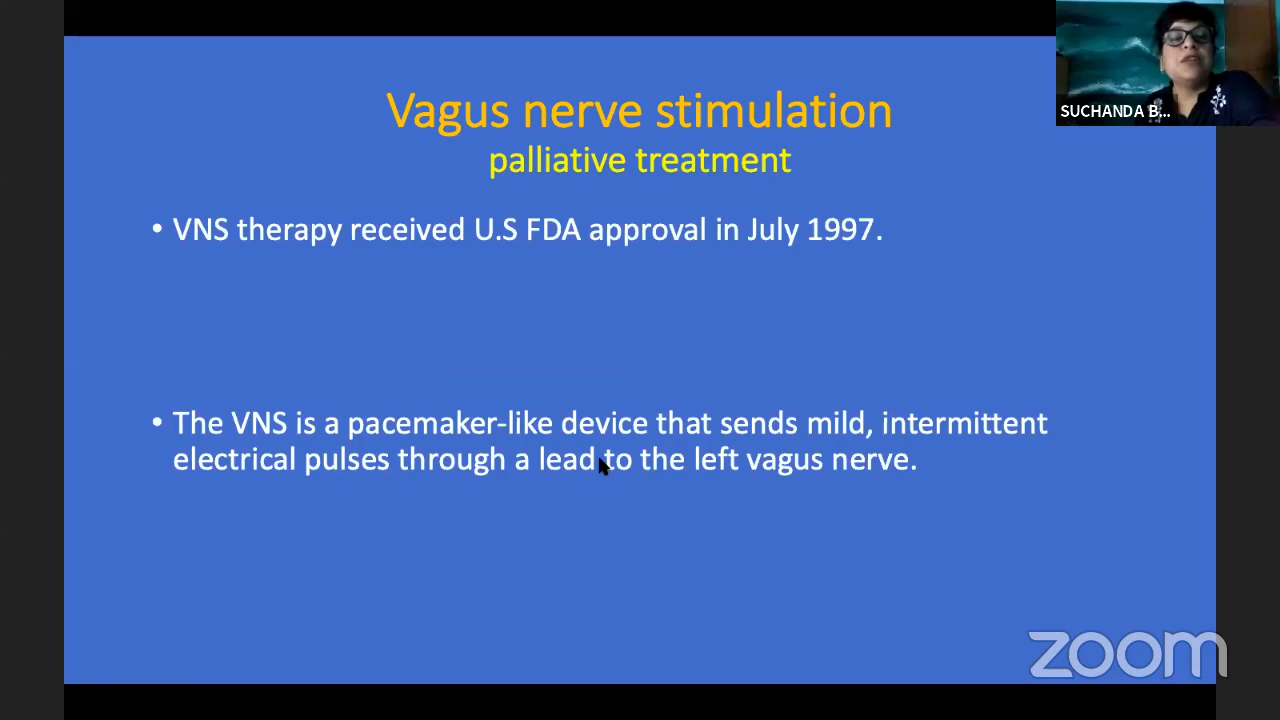 Vagus nerve stimulation
palliative treatment
• VNS therapy received U.S FDA approval in July 1997.
• The VNS is a pacemaker-like device that sends mild, intermittent
electrical pulses through a lead to the left vagus nerve.
SUCHANDA B...
zoom